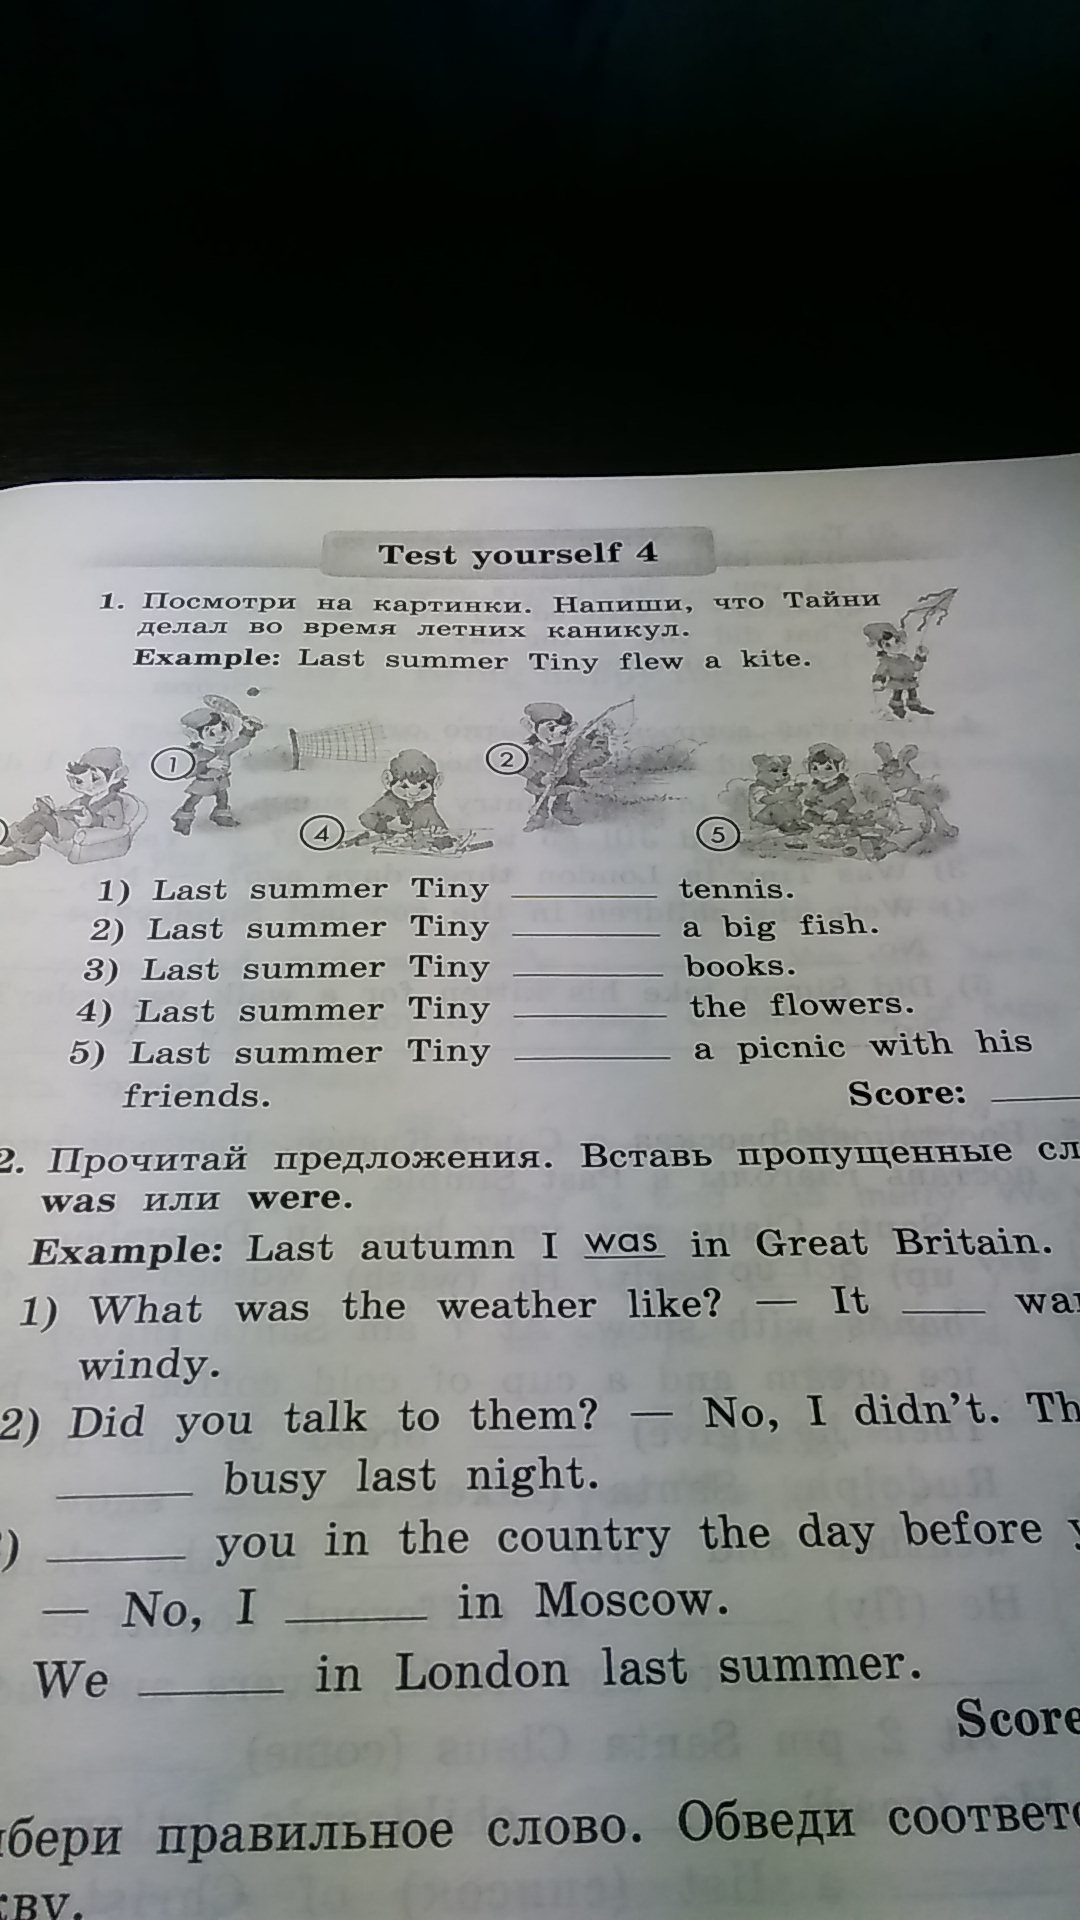 Test yourself 4
1. Посмотри на картинки. Напиши, что Тайни
делал во время летних каникул.
Example: Last summer Tiny flew a kite.
1
2
4
5
1) Last summer Tiny ________ tennis.
2) Last summer Tiny ________ a big fish.
3) Last summer Tiny ________ books.
4) Last summer Tiny ________ the flowers.
5) Last summer Tiny ________ a picnic with his
friends.
Score: ____
2. Прочитай предложения. Вставь пропущенные
was или were.
Example: Last autumn I was in Great Britain.
1) What was the weather like? — It ____
windy.
2) Did you talk to them? — No, I didn't.
______ busy last night.
) ______ you in the country the day before
— No, I ______ in Moscow.
We ______ in London last summer.
Score
правильное слово. Обведи